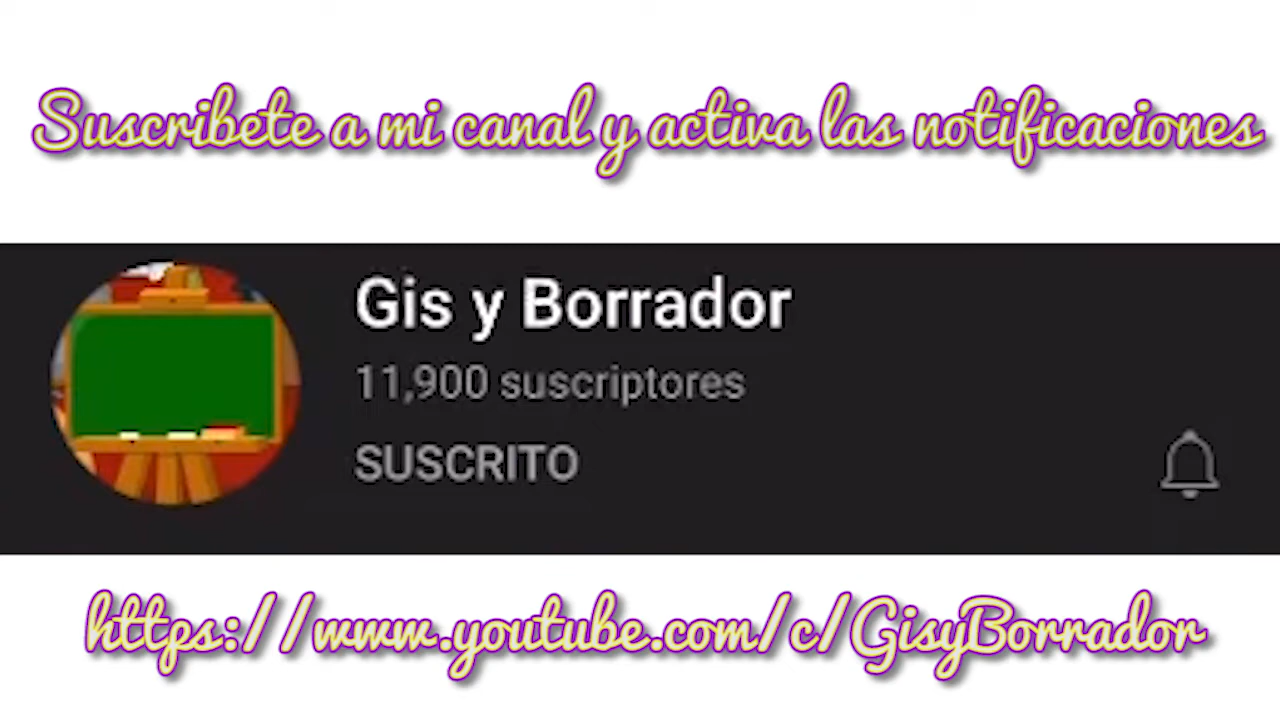 Suscribete a mi canal y activa las notificaciones
Gis y Borrador
11,900 suscriptores
SUSCRITO
https://www.youtube.com/c/GisyBorrador